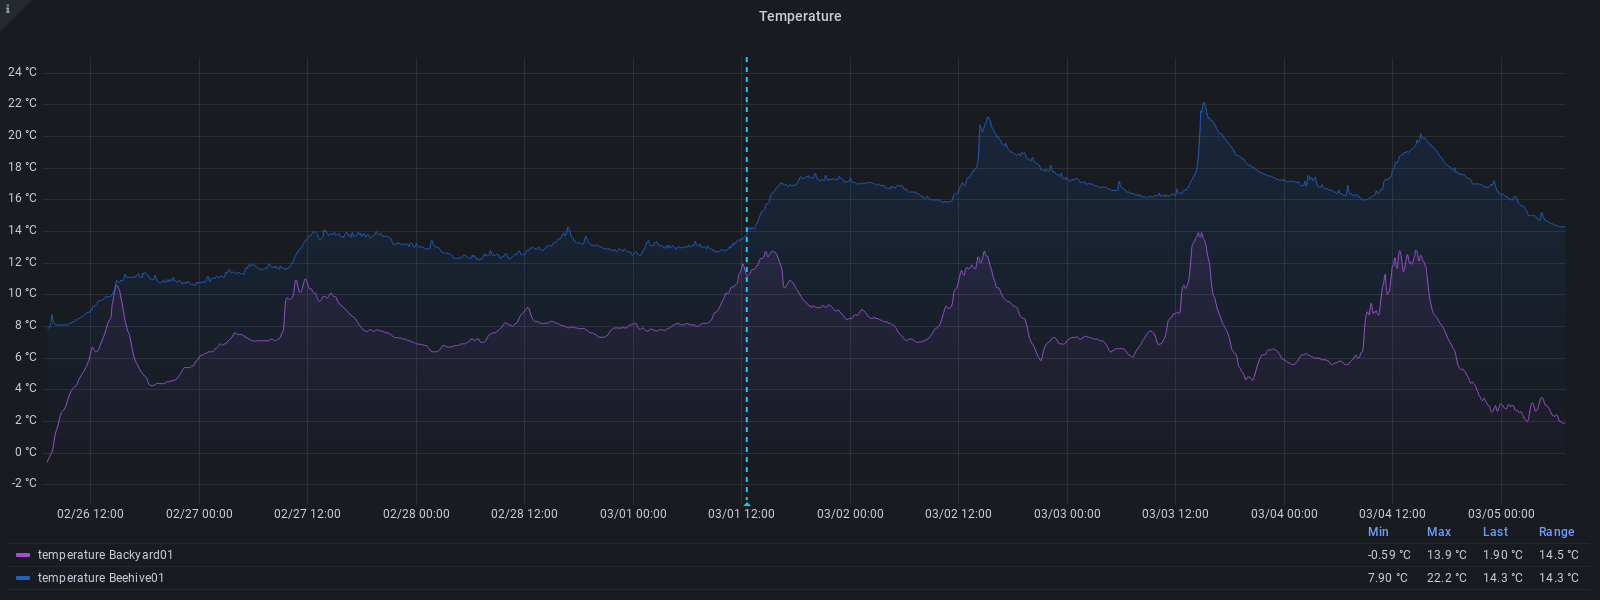 i
Temperature
24 °C
22 °C
20 °C
18 °C
16 °C
14 °C
12 °C
10 °C
8 °C
6 °C
4 °C
2 °C
0 °C
-2 °C
02/26 12:00 02/27 00:00 02/27 12:00 02/28 00:00 02/28 12:00 03/01 00:00 03/01 12:00 03/02 00:00 03/02 12:00 03/03 00:00 03/03 12:00 03/04 00:00 03/04 12:00 03/05 00:00
Min Max Last Range
temperature Backyard01 -0.59 °C 13.9 °C 1.90 °C 14.5 °C
temperature Beehive01 7.90 °C 22.2 °C 14.3 °C 14.3 °C